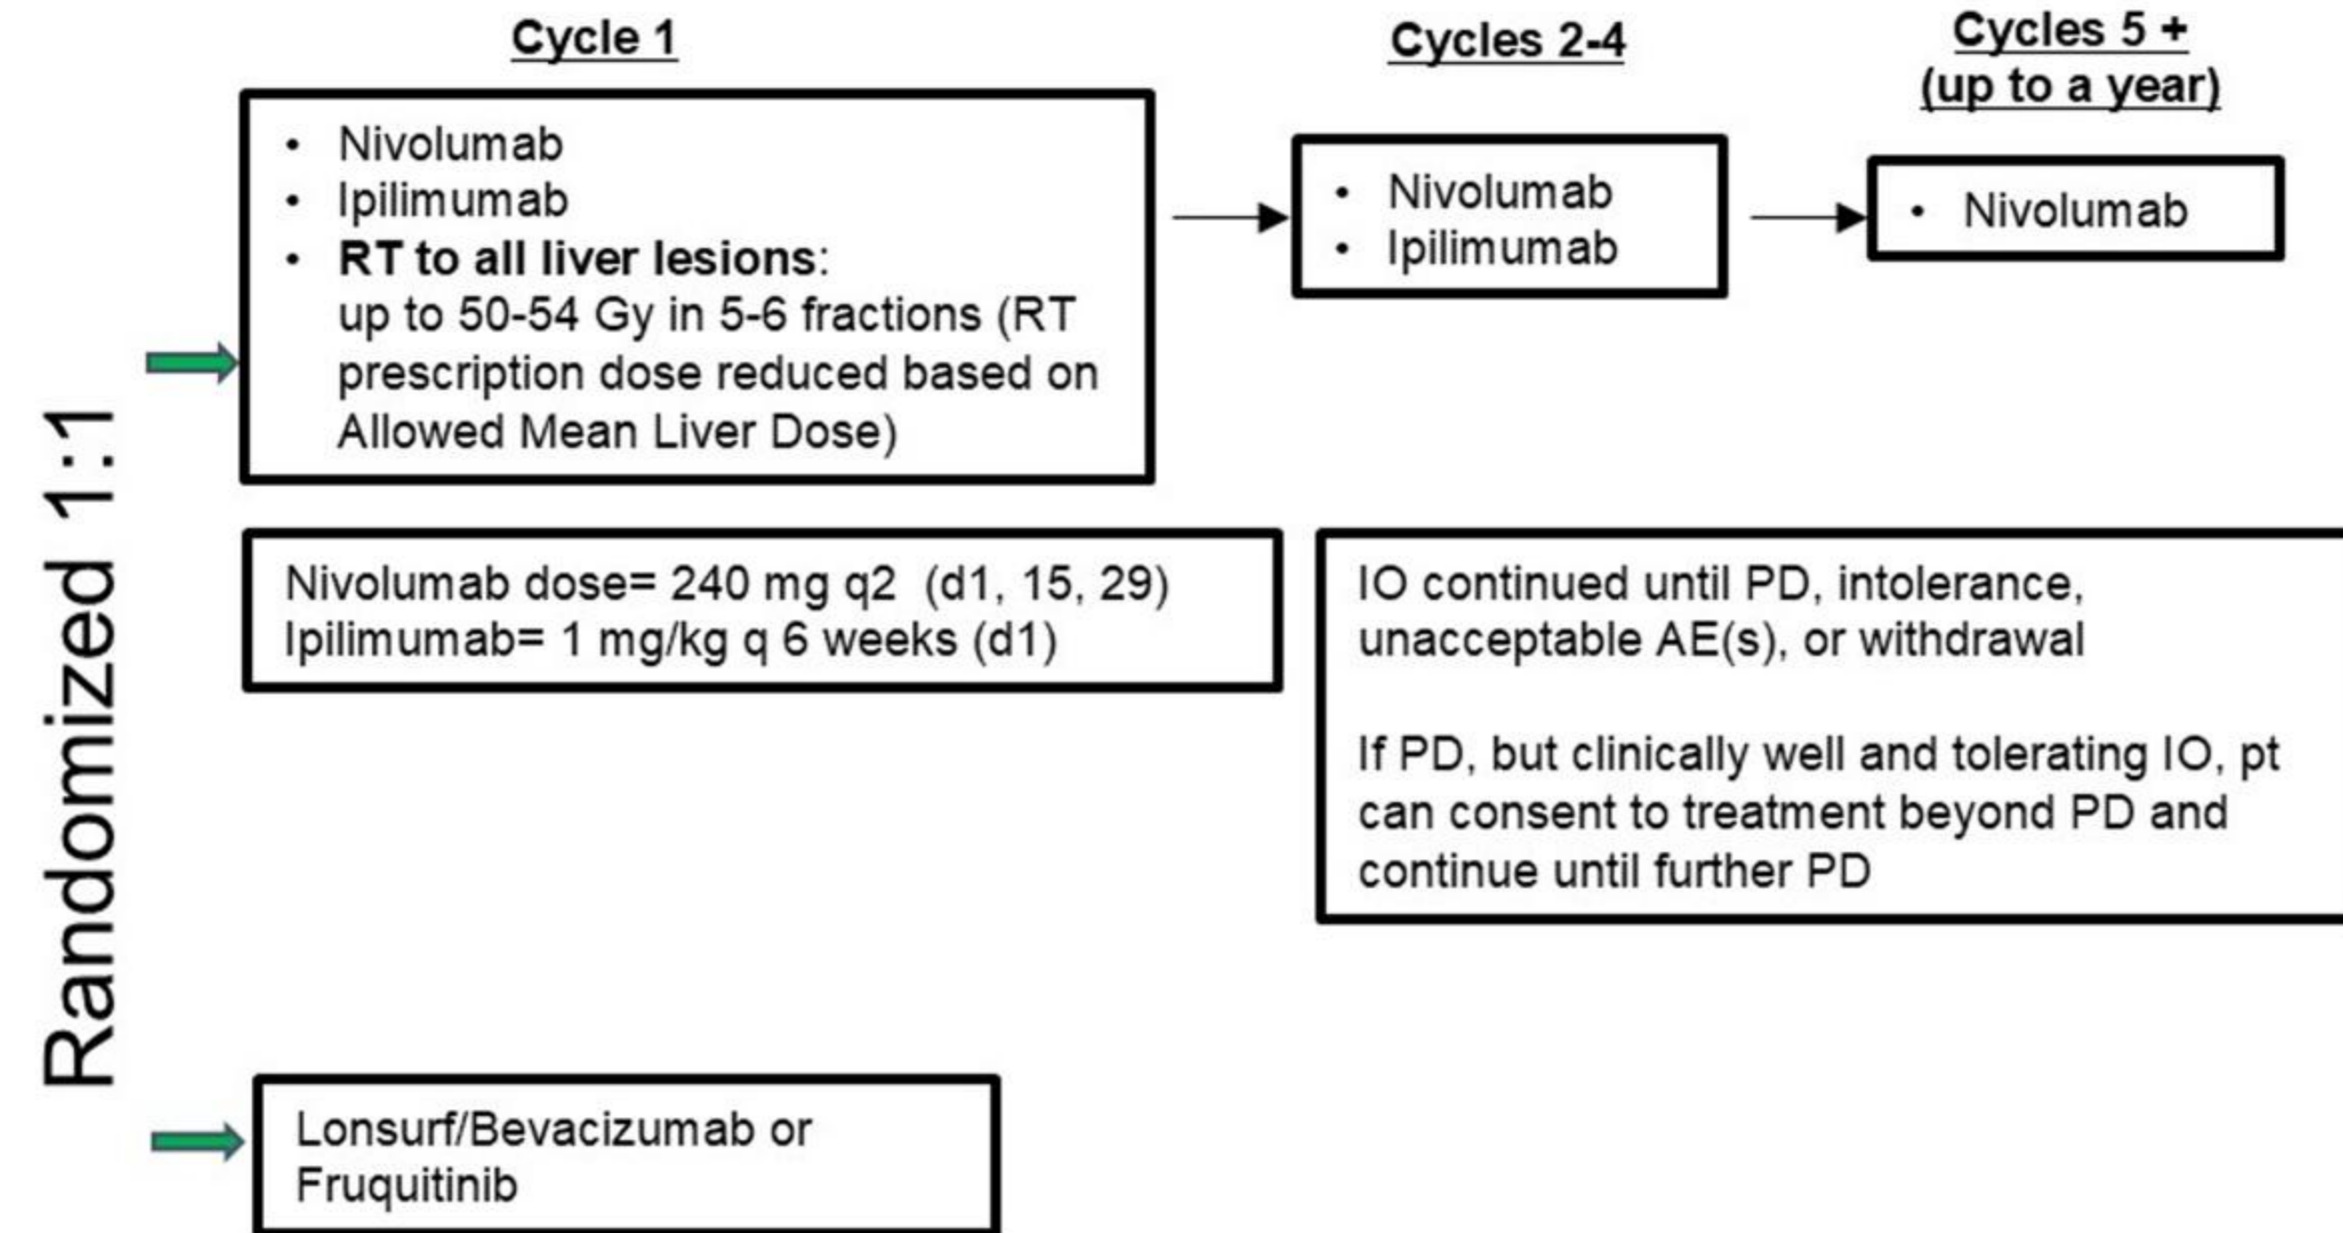 Randomized 1:1
Cycle 1
• Nivolumab
• Ipilimumab
• RT to all liver lesions:
up to 50-54 Gy in 5-6 fractions (RT
prescription dose reduced based on
Allowed Mean Liver Dose)
Cycles 2-4
• Nivolumab
• Ipilimumab
Cycles 5 +
(up to a year)
• Nivolumab
Nivolumab dose= 240 mg q2 (d1, 15, 29)
Ipilimumab= 1 mg/kg q 6 weeks (d1)
IO continued until PD, intolerance,
unacceptable AE(s), or withdrawal
If PD, but clinically well and tolerating IO, pt
can consent to treatment beyond PD and
continue until further PD
Lonsurf/Bevacizumab or
Fruquitinib